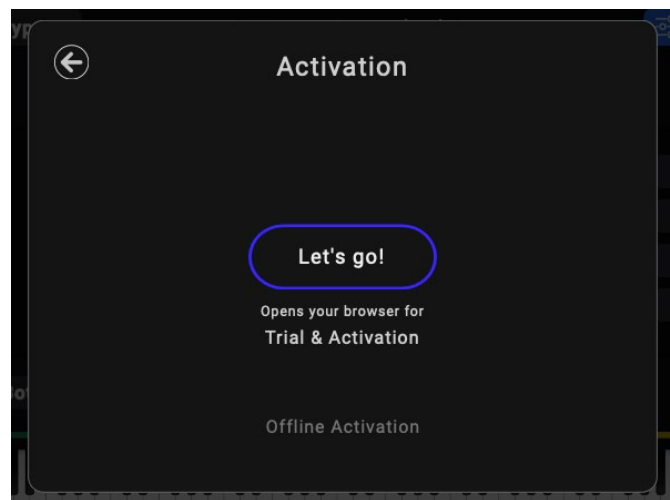 Activation
Let's go!
Opens your browser for
Trial & Activation
Offline Activation